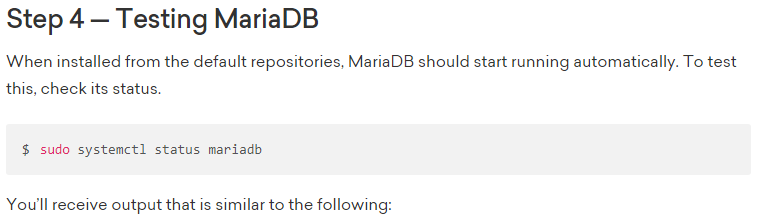 Step 4 — Testing MariaDB
When installed from the default repositories, MariaDB should start running automatically. To test
this, check its status.
$ sudo systemctl status mariadb
You’ll receive output that is similar to the following: